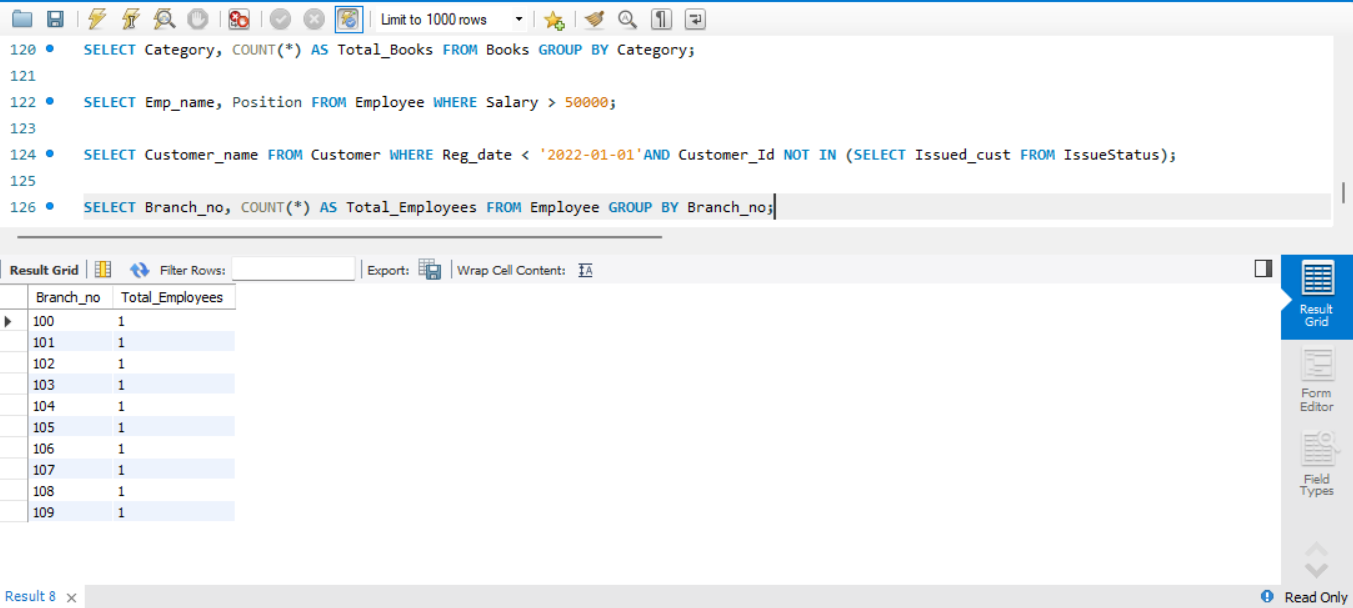 Limit to 1000 rows
120 SELECT Category, COUNT(*) AS Total_Books FROM Books GROUP BY Category;
121
122 SELECT Emp_name, Position FROM Employee WHERE Salary > 50000;
123
124 SELECT Customer_name FROM Customer WHERE Reg_date < '2022-01-01'AND Customer_Id NOT IN (SELECT Issued_cust FROM IssueStatus);
125
126 SELECT Branch_no, COUNT(*) AS Total_Employees FROM Employee GROUP BY Branch_no;
Result Grid Filter Rows: Export: Wrap Cell Content:
Branch_no Total_Employees
100 1
101 1
102 1
103 1
104 1
105 1
106 1
107 1
108 1
109 1
Result
Grid
Form
Editor
Field
Types
Result 8 Read Only